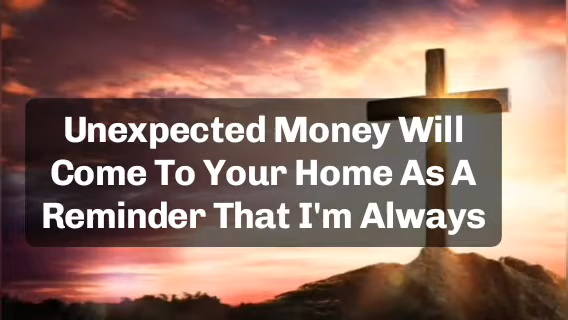 Unexpected Money Will
Come To Your Home As A
Reminder That I'm Always